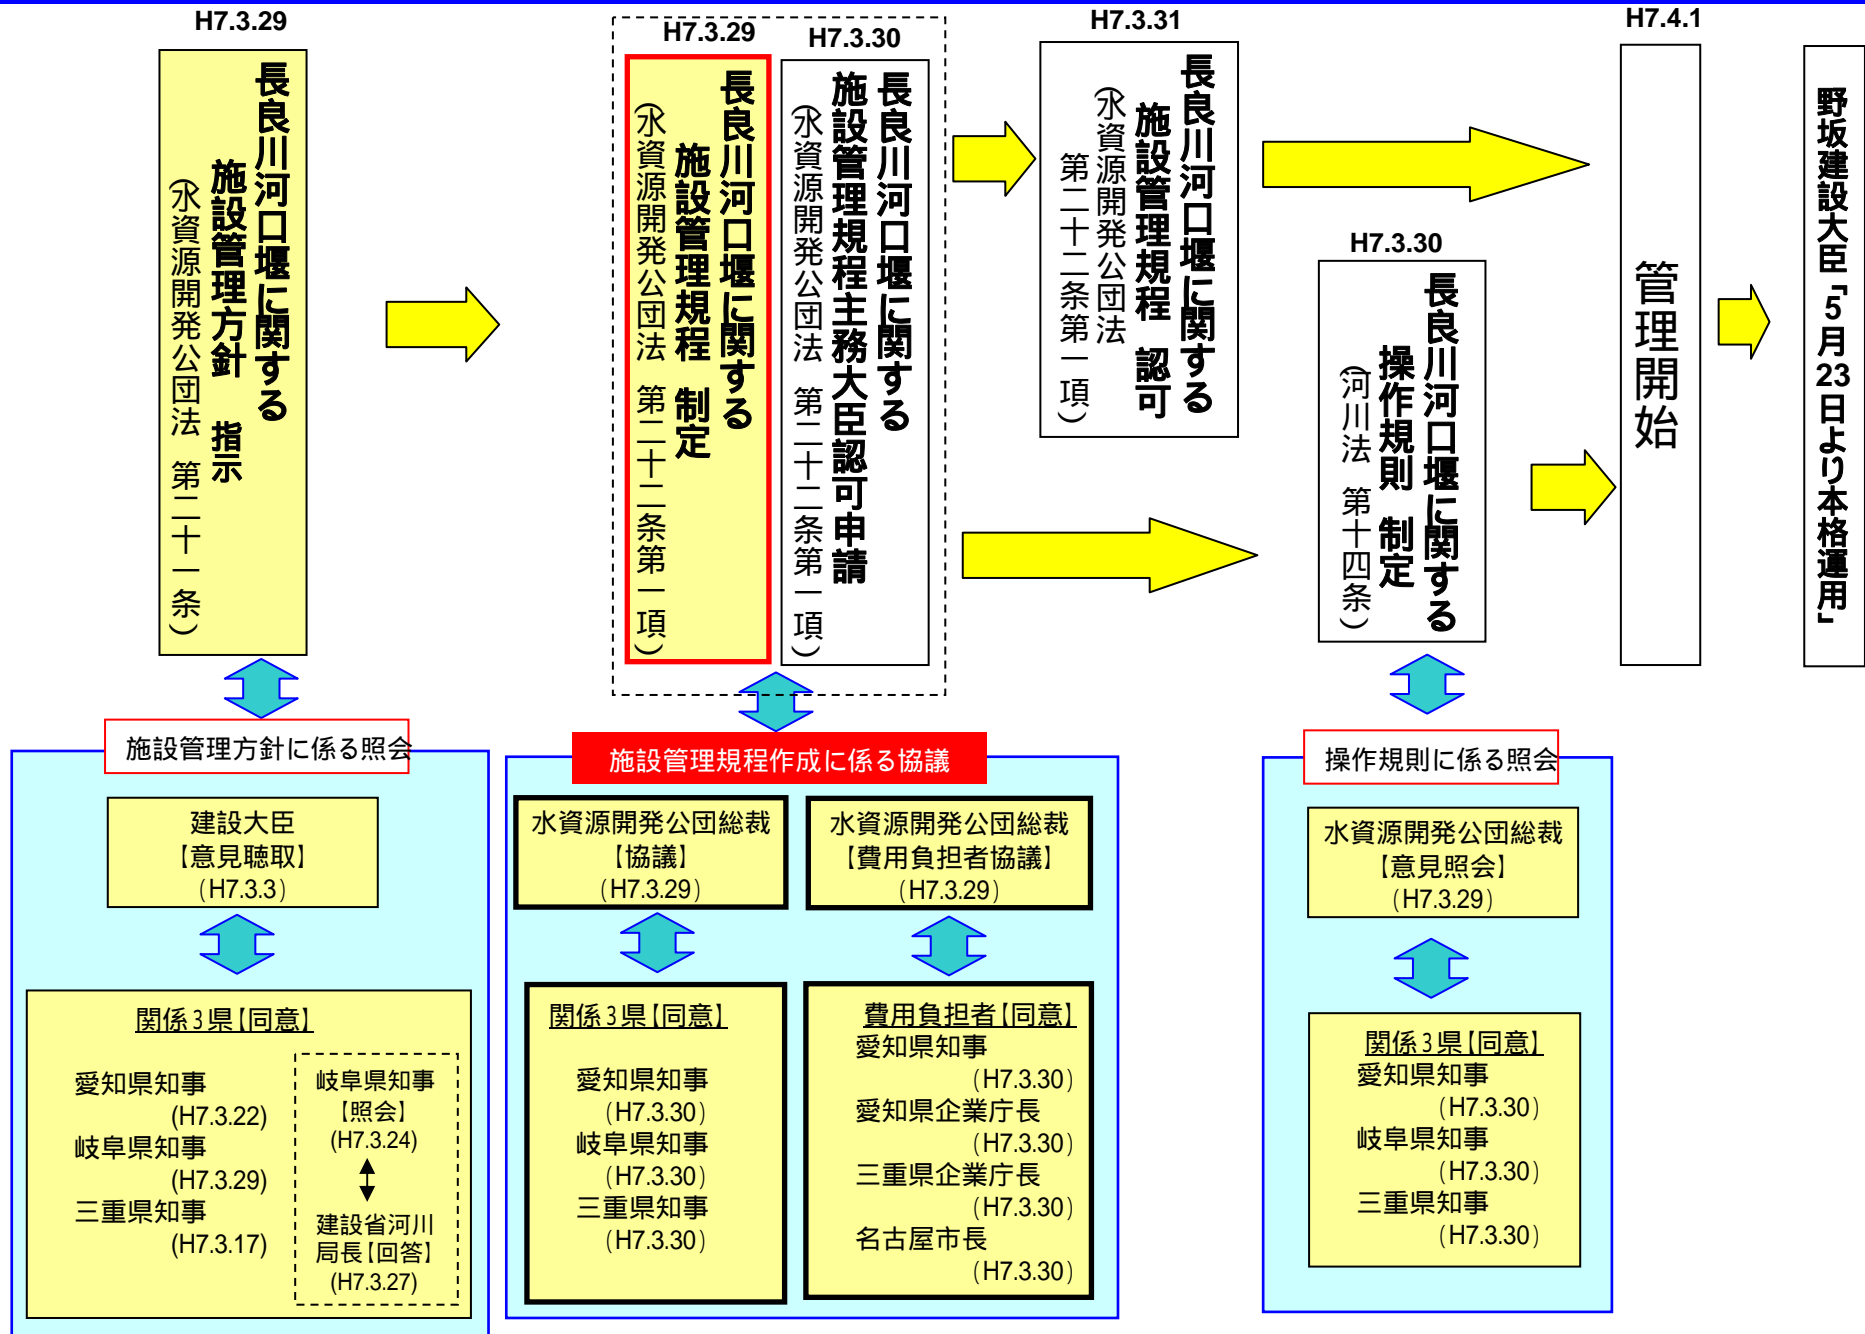 H7.3.29
長良川河口堰に関する
施設管理方針 指示
(水資源開発公団法 第二十一条)
H7.3.29
長良川河口堰に関する
施設管理規程 制定
(水資源開発公団法 第二十二条第一項)
H7.3.30
長良川河口堰に関する
施設管理規程主務大臣認可申請
(水資源開発公団法 第二十二条第一項)
H7.3.31
長良川河口堰に関する
施設管理規程 認可
(水資源開発公団法
第二十二条第一項)
H7.3.30
長良川河口堰に関する
操作規則 制定
(河川法 第十四条)
H7.4.1
管理開始
野坂建設大臣「5月23日より本格運用」
施設管理方針に係る照会
建設大臣
【意見聴取】
(H7.3.3)
関係3県【同意】
愛知県知事
(H7.3.22)
岐阜県知事
(H7.3.29)
三重県知事
(H7.3.17)
岐阜県知事
【照会】
(H7.3.24)
建設省河川
局長【回答】
(H7.3.27)
施設管理規程作成に係る協議
水資源開発公団総裁
【協議】
(H7.3.29)
関係3県【同意】
愛知県知事
(H7.3.30)
岐阜県知事
(H7.3.30)
三重県知事
(H7.3.30)
水資源開発公団総裁
【費用負担者協議】
(H7.3.29)
費用負担者【同意】
愛知県知事
(H7.3.30)
愛知県企業庁長
(H7.3.30)
三重県企業庁長
(H7.3.30)
名古屋市長
(H7.3.30)
操作規則に係る照会
水資源開発公団総裁
【意見照会】
(H7.3.29)
関係3県【同意】
愛知県知事
(H7.3.30)
岐阜県知事
(H7.3.30)
三重県知事
(H7.3.30)